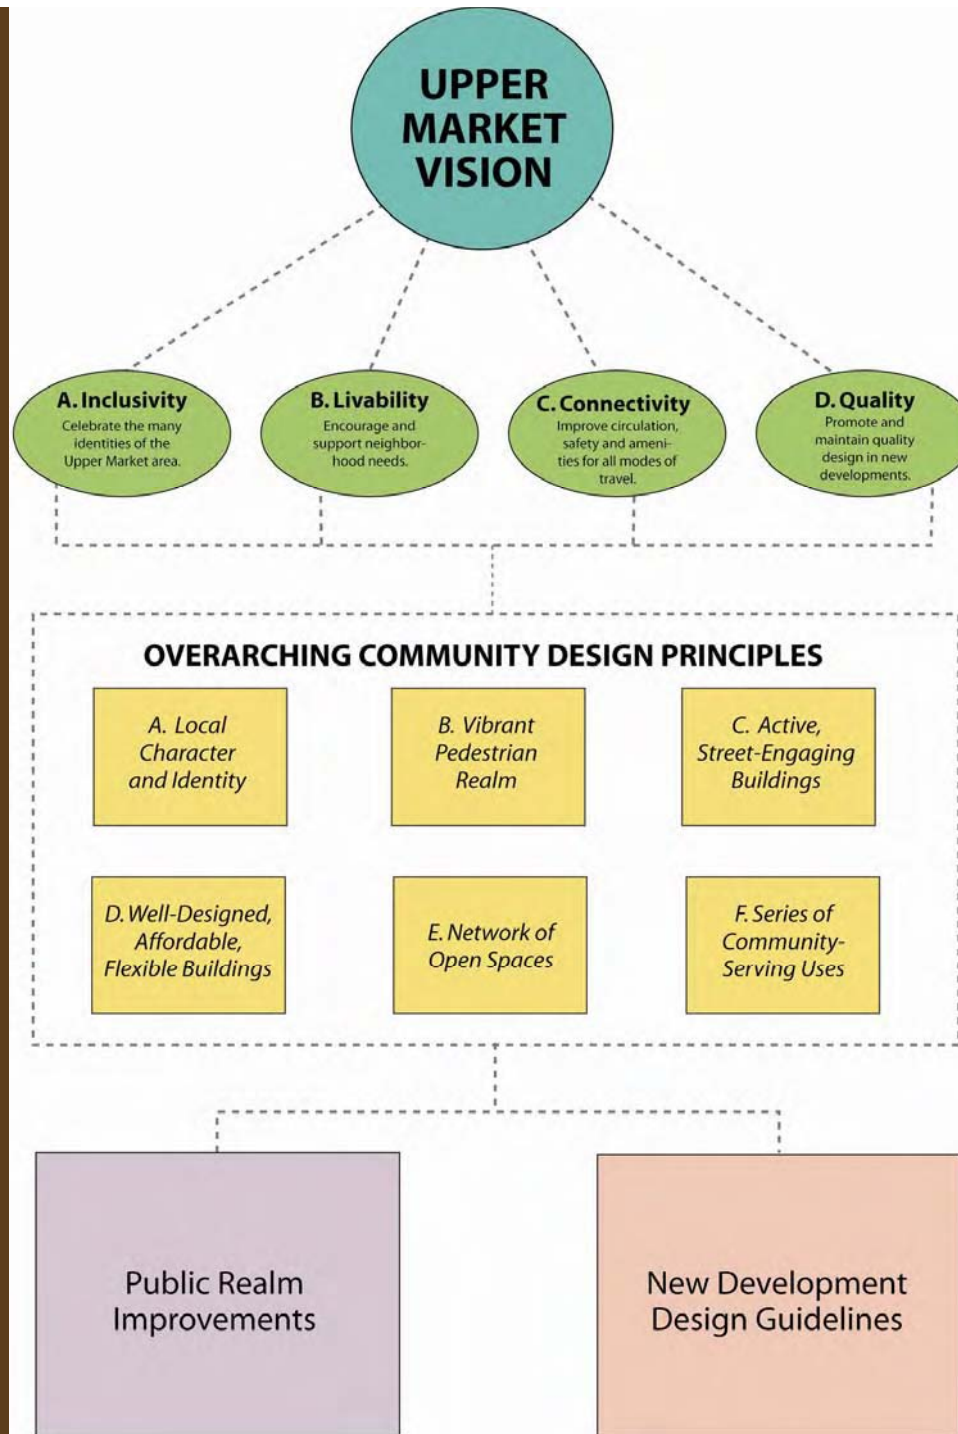 UPPER
MARKET
VISION
A. Inclusivity
Celebrate the many
identities of the
Upper Market area.
B. Livability
Encourage and
support neighbor-
hood needs.
C. Connectivity
Improve circulation,
safety and ameni-
ties for all modes of
travel.
D. Quality
Promote and
maintain quality
design in new
developments.
OVERARCHING COMMUNITY DESIGN PRINCIPLES
A. Local
Character
and Identity
B. Vibrant
Pedestrian
Realm
C. Active,
Street-Engaging
Buildings
D. Well-Designed,
Affordable,
Flexible Buildings
E. Network of
Open Spaces
F. Series of
Community-
Serving Uses
Public Realm
Improvements
New Development
Design Guidelines